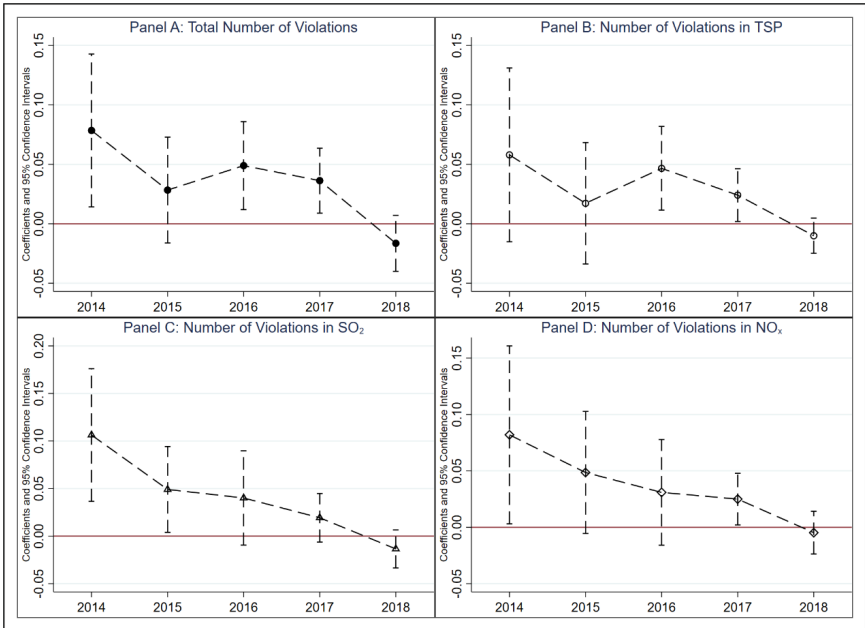 Panel A: Total Number of Violations
Coefficients and 95% Confidence Intervals
0.15
0.10
0.05
0.00
-0.05
2014 2015 2016 2017 2018
Panel B: Number of Violations in TSP
Coefficients and 95% Confidence Intervals
0.15
0.10
0.05
0.00
-0.05
2014 2015 2016 2017 2018
Panel C: Number of Violations in SO₂
Coefficients and 95% Confidence Intervals
0.20
0.15
0.10
0.05
0.00
-0.05
2014 2015 2016 2017 2018
Panel D: Number of Violations in NOₓ
Coefficients and 95% Confidence Intervals
0.15
0.10
0.05
0.00
-0.05
2014 2015 2016 2017 2018